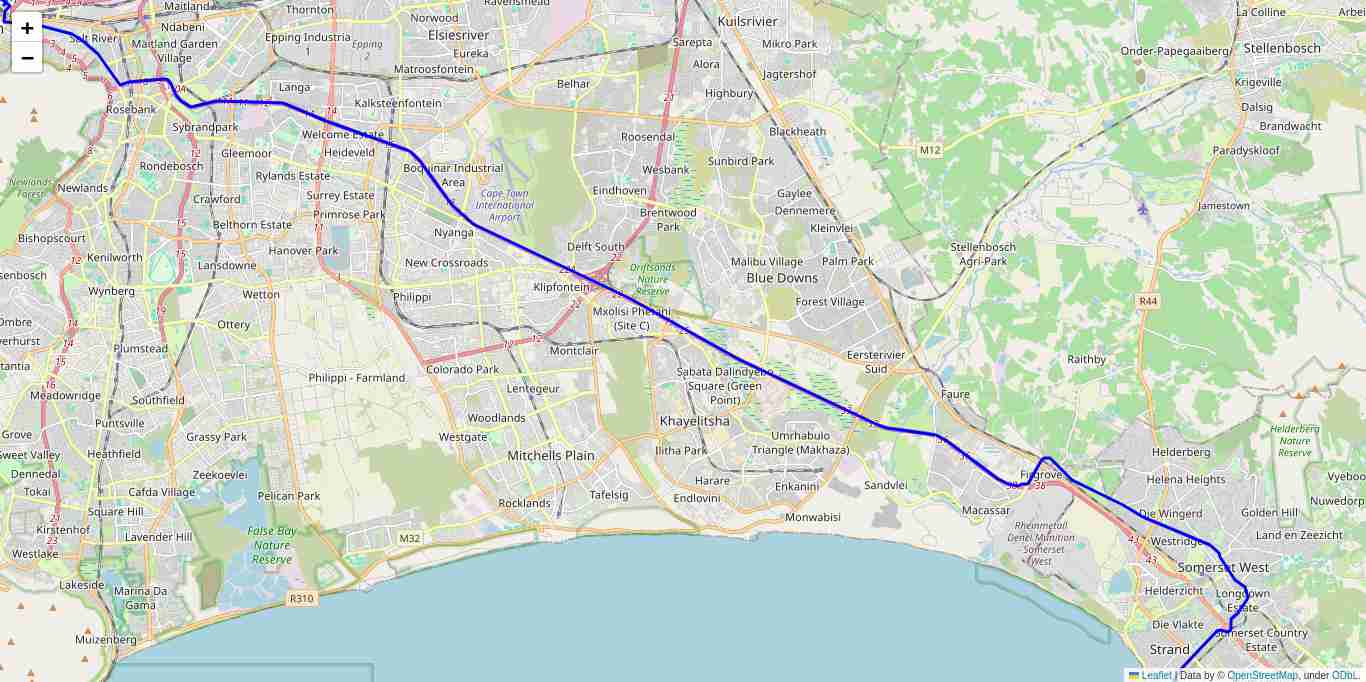 Maitland
Thornton
Ravensmead
Norwood
Kuilsrivier
La Colline
Ndabeni
Salt River
Maitland Garden
Village
Epping Industria
1
Epping
2
Elsiesrivier
Eureka
Sarepta
Mikro Park
Onder-Papegaaiberg
Stellenbosch
Matroosfontein
Alora
Jagtershof
Belhar
Krigeville
Langa
Kalksteenfontein
Highbury
Dalsig
Rosebank
14
21
Sybrandpark
Welcome Estate
Roosendal
Blackheath
Brandwacht
Gleemoor
Heideveld
M12
Paradyskloof
Newlands
Forest
Rondebosch
Rylands Estate
Boquinar Industrial
Area
Wesbank
Sunbird Park
Newlands
Crawford
Surrey Estate
Cape Town
International
Airport
Eindhoven
Gaylee
Dennemere
Jamestown
Primrose Park
Brentwood
Park
Belthorn Estate
Kleinvlei
Bishopscourt
Nyanga
Hanover Park
Delft South
Stellenbosch
Agri-Park
Kenilworth
Lansdowne
New Crossroads
Driftsands
Nature
Reserve
Malibu Village
Palm Park
Blue Downs
Wynberg
Wetton
Philippi
Klipfontein
Forest Village
R44
Mxolisi Phetani
(Site C)
Ottery
Plumstead
Montclair
Eersterivier
Suid
Raithby
Colorado Park
Philippi - Farmland
Sabata Dalindyebo
Square (Green
Point)
Meadowridge
Southfield
Lentegeur
Faure
Puntsville
Woodlands
Khayelitsha
Grove
Grassy Park
Westgate
Umrhabulo
Triangle (Makhaza)
Helderberg
Nature
Reserve
Sweet Valley
Heathfield
Mitchells Plain
Ilitha Park
Helderberg
Dennedal
Zeekoevlei
Harare
Firgrove
Helena Heights
Tokai
Cafda Village
Pelican Park
Tafelsig
Enkanini
Sandvlei
Rocklands
Endlovini
Square Hill
Macassar
Die Wingerd
Golden Hill
Kirstenhof
False Bay
Nature
Reserve
Lavender Hill
M32
Monwabisi
Rheinmetall
Denel Munition
- Somerset
West
Land en Zeezicht
Westridge
Westlake
Somerset West
Lakeside
Marina Da
Gama
R310
Helderzicht
Longdown
Estate
Die Vlakte
Muizenberg
Somerset Country
Estate
Strand
+
−
Leaflet | Data by © OpenStreetMap, under ODbL.